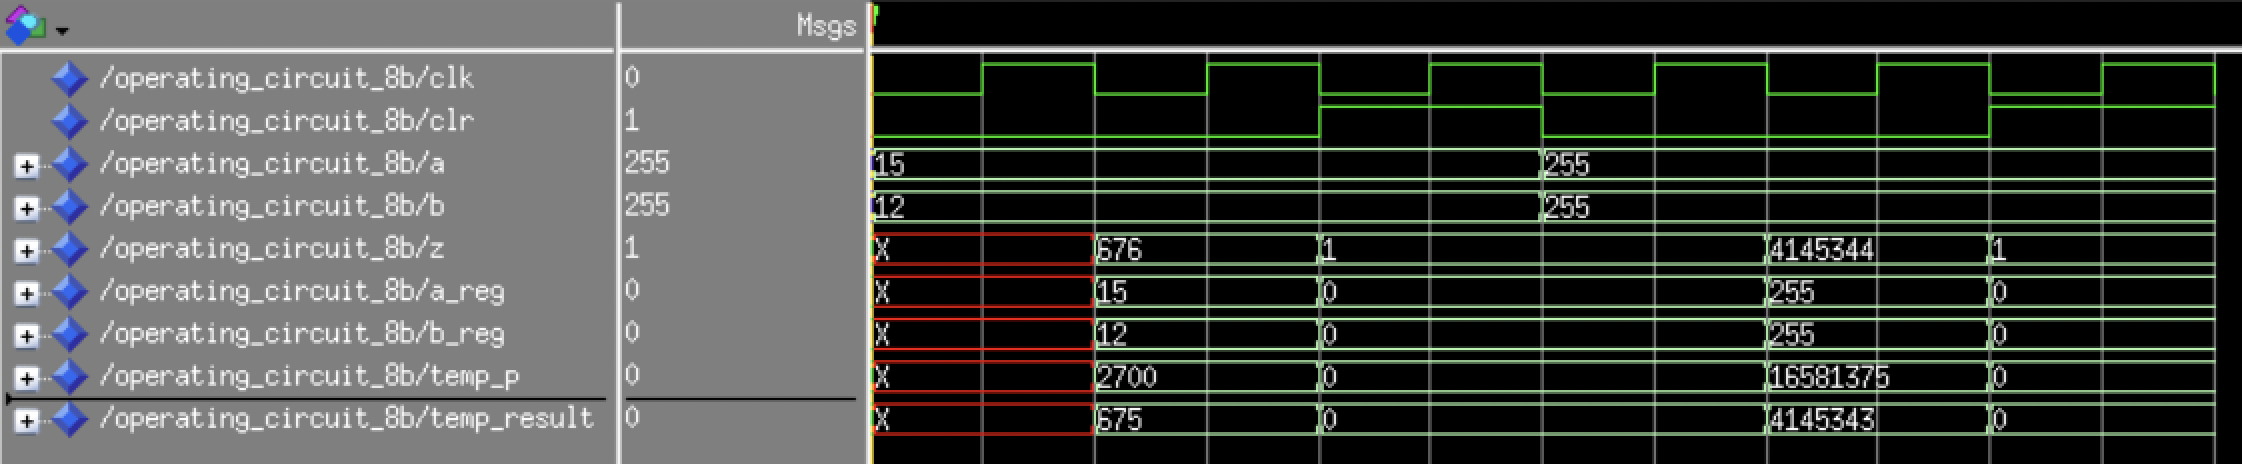 Msgs
/operating_circuit_8b/clk 0
/operating_circuit_8b/clr 1
/operating_circuit_8b/a 255 15 255
/operating_circuit_8b/b 255 12 255
/operating_circuit_8b/z 1 X 676 1 4145344 1
/operating_circuit_8b/a_reg 0 X 15 0 255 0
/operating_circuit_8b/b_reg 0 X 12 0 255 0
/operating_circuit_8b/temp_p 0 X 2700 0 16581375 0
/operating_circuit_8b/temp_result 0 X 675 0 4145343 0